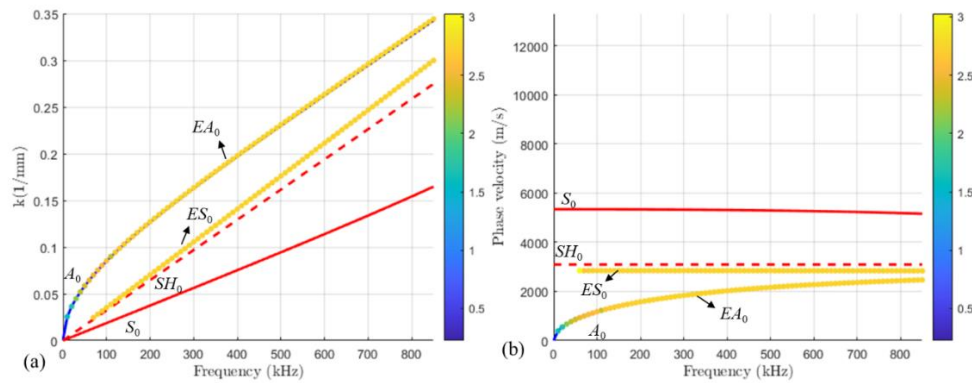 0.35
0.3
0.25
0.2
0.15
0.1
0.05
0
k(1/mm)
EA0
ES0
A0
SH0
S0
0 100 200 300 400 500 600 700 800
Frequency (kHz)
(a)
3
2.5
2
1.5
1
0.5
12000
10000
8000
6000
4000
2000
0
Phase velocity (m/s)
S0
SH0
ES0
EA0
A0
0 100 200 300 400 500 600 700 800
Frequency (kHz)
(b)
3
2.5
2
1.5
1
0.5